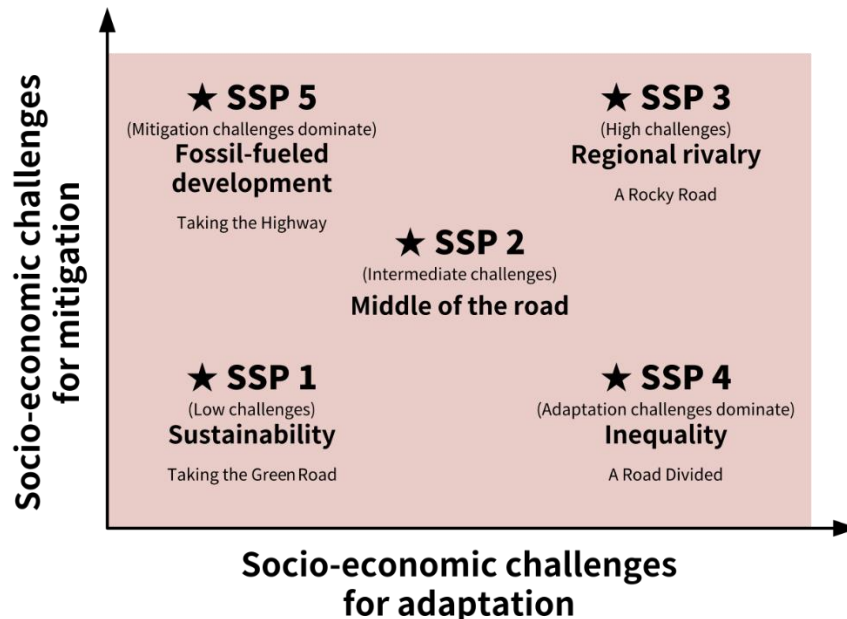 Socio-economic challenges
for mitigation
★ SSP 5
(Mitigation challenges dominate)
Fossil-fueled
development
Taking the Highway
★ SSP 3
(High challenges)
Regional rivalry
A Rocky Road
★ SSP 2
(Intermediate challenges)
Middle of the road
★ SSP 1
(Low challenges)
Sustainability
Taking the Green Road
★ SSP 4
(Adaptation challenges dominate)
Inequality
A Road Divided
Socio-economic challenges
for adaptation